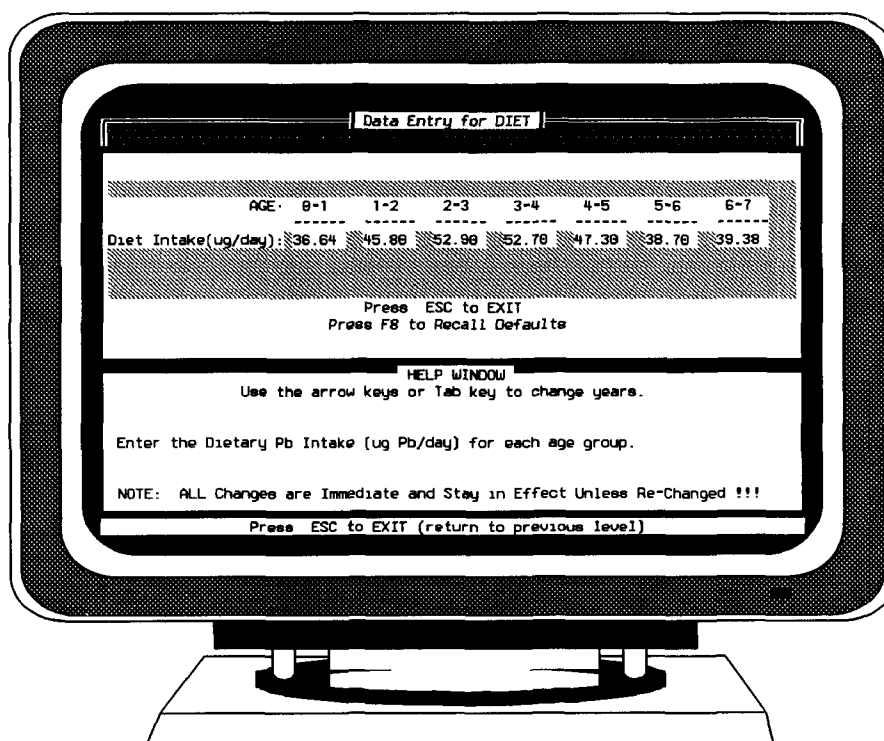 Data Entry for DIET
AGE: 0-1 1-2 2-3 3-4 4-5 5-6 6-7
------ ------ ------ ------ ------ ------ ------
Diet Intake(ug/day): 36.64 45.80 52.90 52.70 47.30 38.70 39.38
Press ESC to EXIT
Press F8 to Recall Defaults
HELP WINDOW
Use the arrow keys or Tab key to change years.
Enter the Dietary Pb Intake (ug Pb/day) for each age group.
NOTE: ALL Changes are Immediate and Stay in Effect Unless Re-Changed !!!
Press ESC to EXIT (return to previous level)